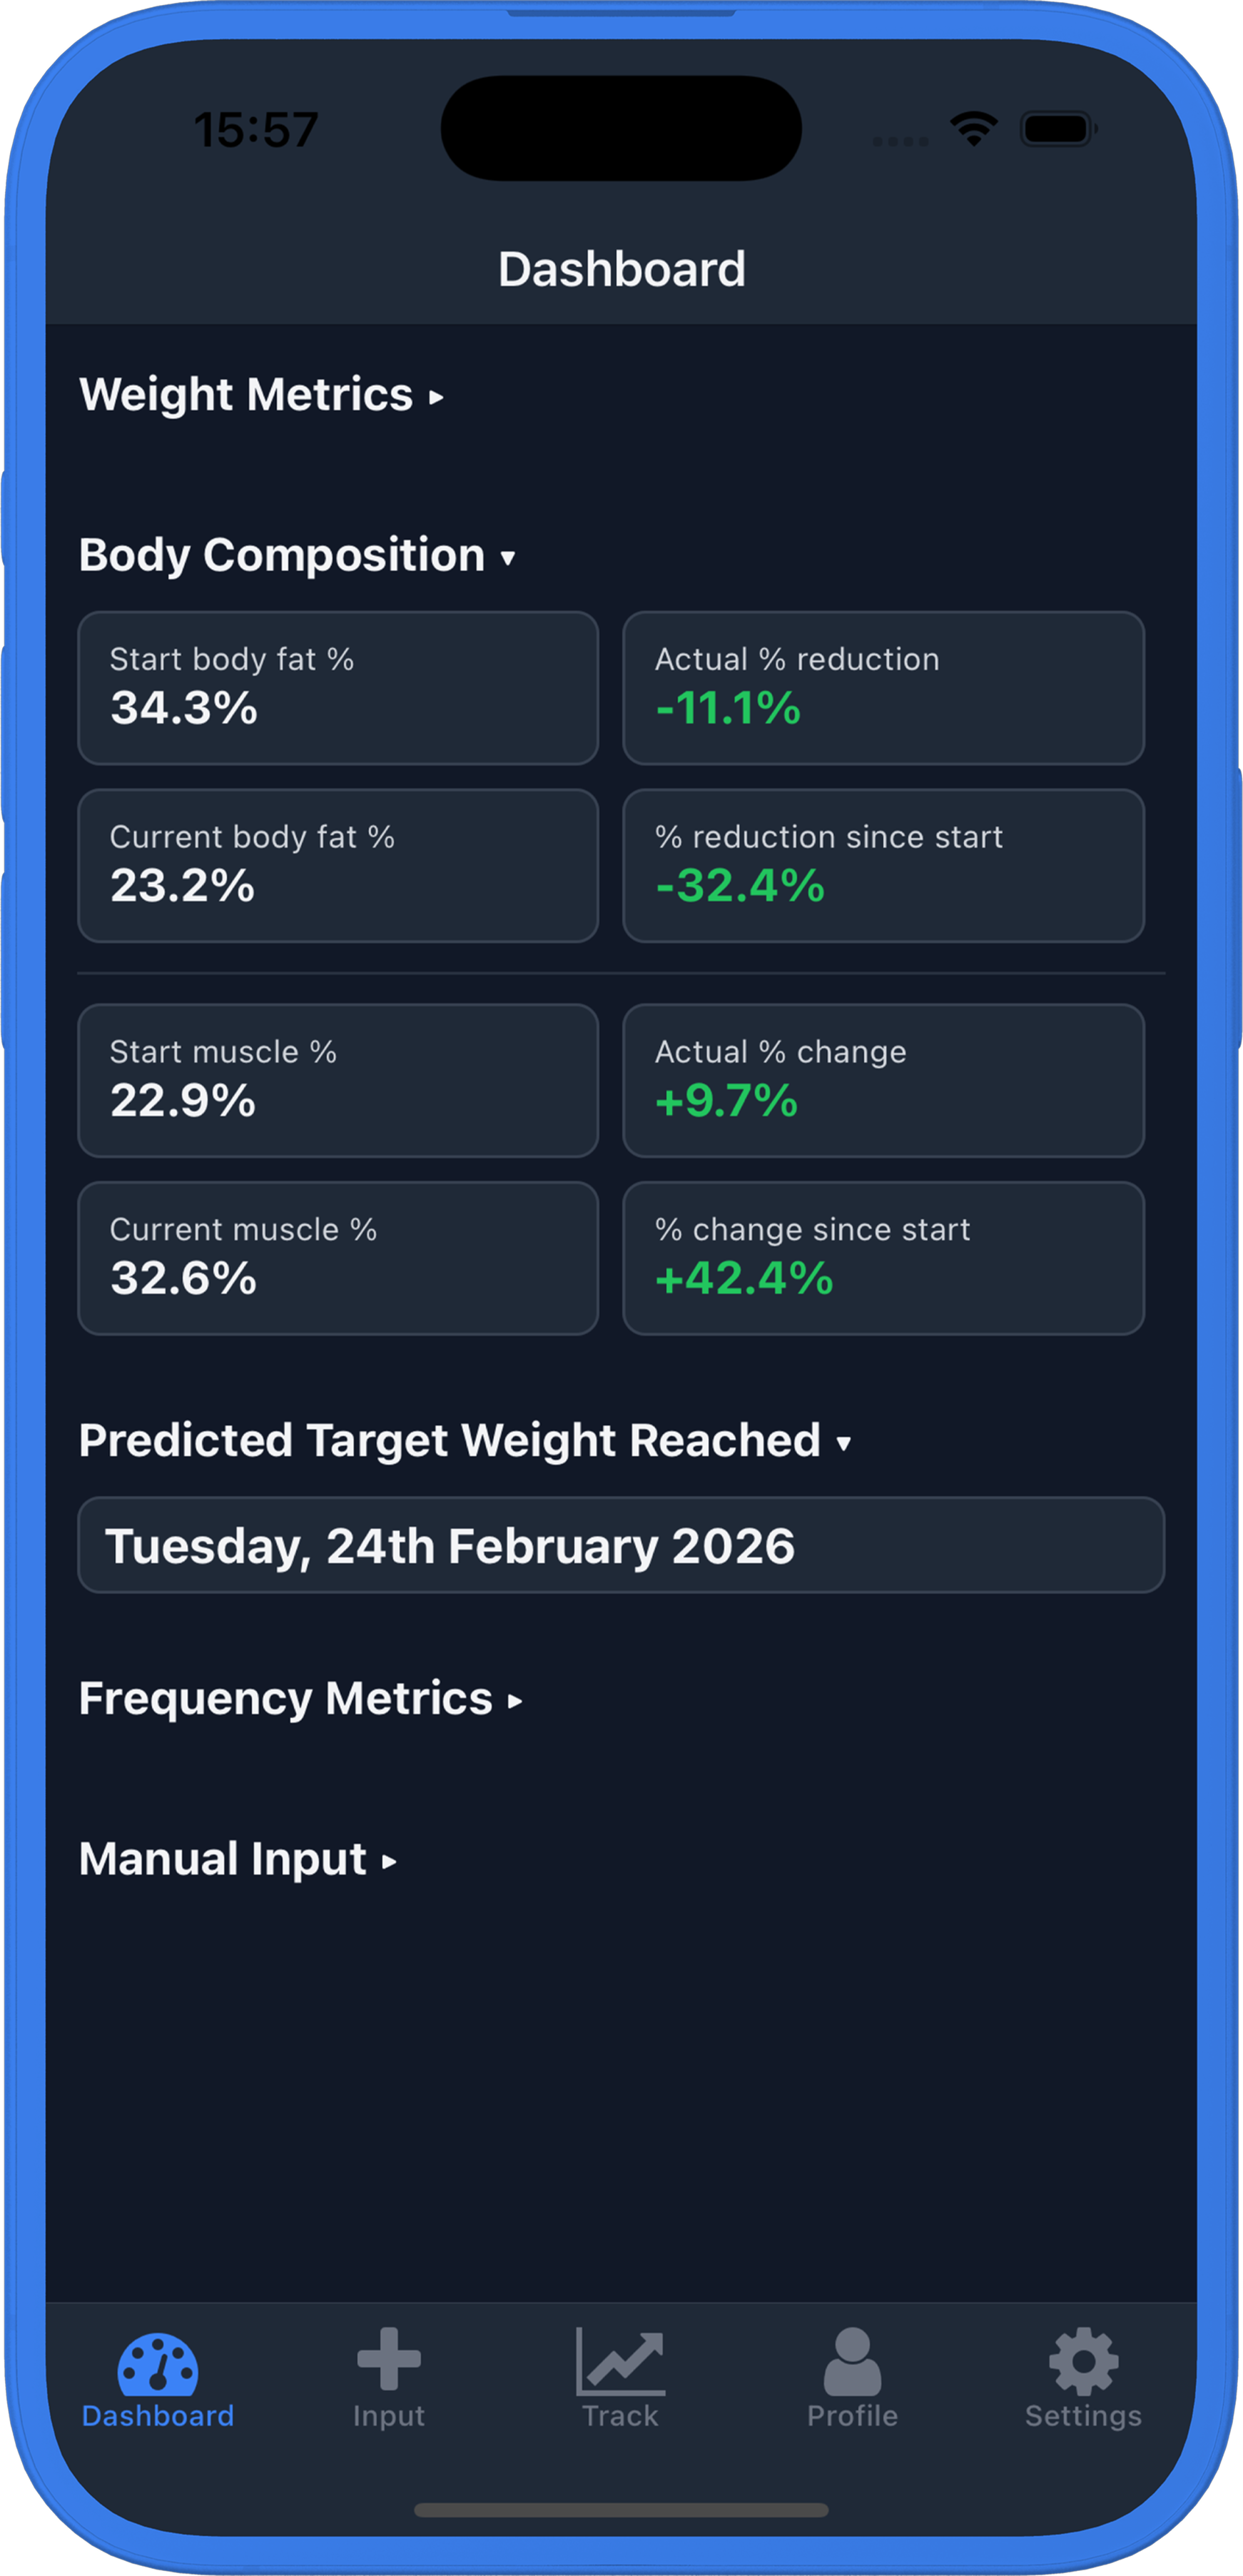 15:57
Dashboard
Weight Metrics ▸
Body Composition ▾
Start body fat %
34.3%
Actual % reduction
-11.1%
Current body fat %
23.2%
% reduction since start
-32.4%
Start muscle %
22.9%
Actual % change
+9.7%
Current muscle %
32.6%
% change since start
+42.4%
Predicted Target Weight Reached ▾
Tuesday, 24th February 2026
Frequency Metrics ▸
Manual Input ▸
Dashboard Input Track Profile Settings